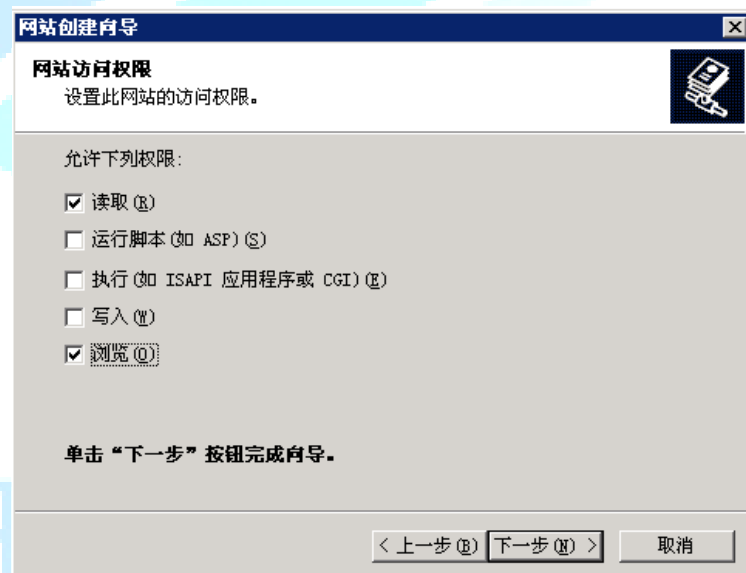 网站创建向导
网站访问权限
设置此网站的访问权限。
允许下列权限:
读取(R)
运行脚本(如 ASP)(S)
执行(如 ISAPI 应用程序或 CGI)(E)
写入(W)
浏览(O)
单击“下一步”按钮完成向导。
< 上一步(B) 下一步(N) > 取消